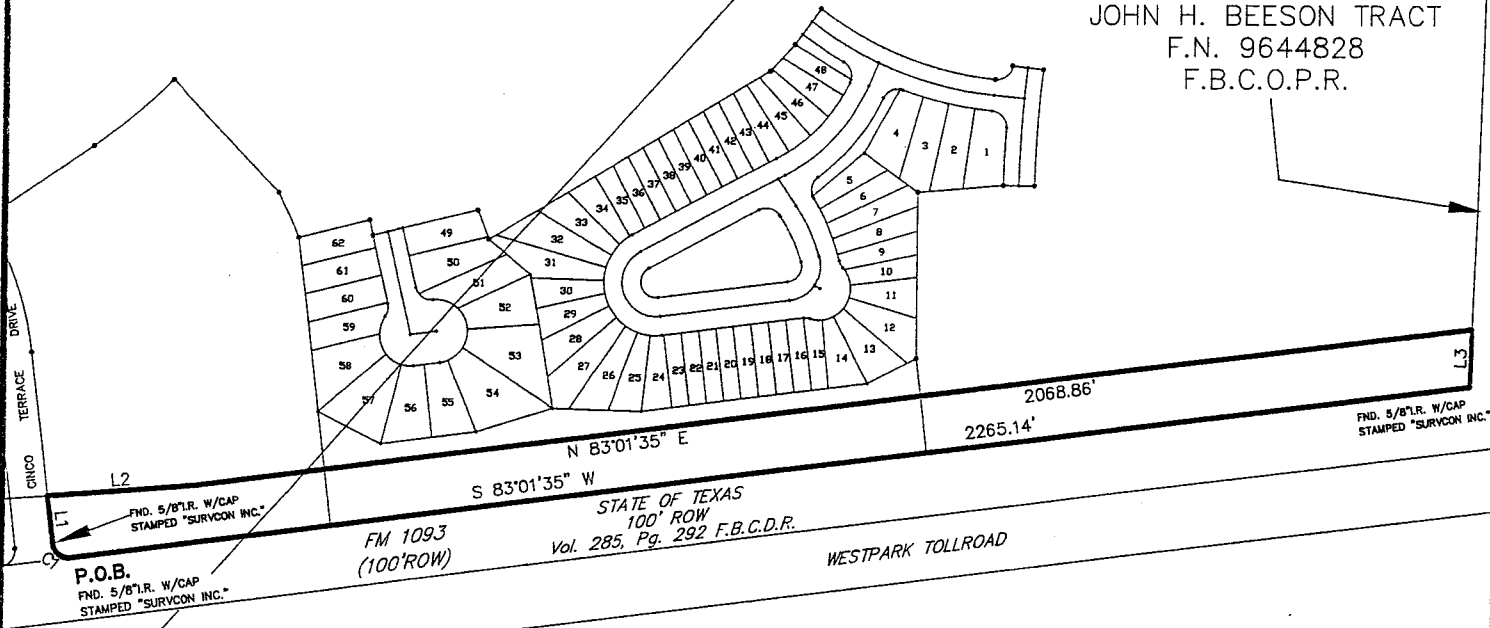 JOHN H. BEESON TRACT
F.N. 9644828
F.B.C.O.P.R.
48
47
46
45
44
43
42
41
40
39
38
37
36
35
34
33
32
31
30
29
28
27
26
25
24
23
22
21
20
19
18
17
16
15
14
13
12
11
10
9
8
7
6
5
4
3
2
1
62
61
60
59
58
57
56
55
54
53
52
51
50
49
CINCO TERRACE DRIVE
L2
L1
L3
N 83°01'35" E
2068.86'
S 83°01'35" W
2265.14'
FND. 5/8"I.R. W/CAP
STAMPED "SURVCON INC."
FND. 5/8"I.R. W/CAP
STAMPED "SURVCON INC."
P.O.B.
FND. 5/8"I.R. W/CAP
STAMPED "SURVCON INC."
FM 1093
(100'ROW)
STATE OF TEXAS
100' ROW
Vol. 285, Pg. 292 F.B.C.D.R.
WESTPARK TOLLROAD